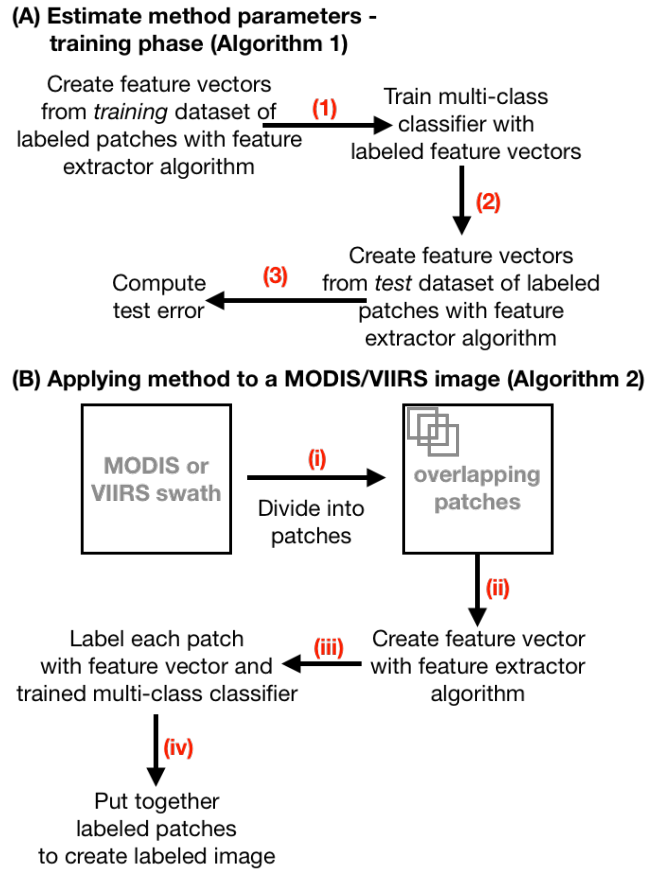 (A) Estimate method parameters -
training phase (Algorithm 1)
Create feature vectors
from training dataset of
labeled patches with feature
extractor algorithm
(1)
Train multi-class
classifier with
labeled feature vectors
(2)
Create feature vectors
from test dataset of labeled
patches with feature
extractor algorithm
(3)
Compute
test error
(B) Applying method to a MODIS/VIIRS image (Algorithm 2)
MODIS or
VIIRS swath
(i)
Divide into
patches
overlapping
patches
(ii)
Create feature vector
with feature extractor
algorithm
(iii)
Label each patch
with feature vector and
trained multi-class classifier
(iv)
Put together
labeled patches
to create labeled image